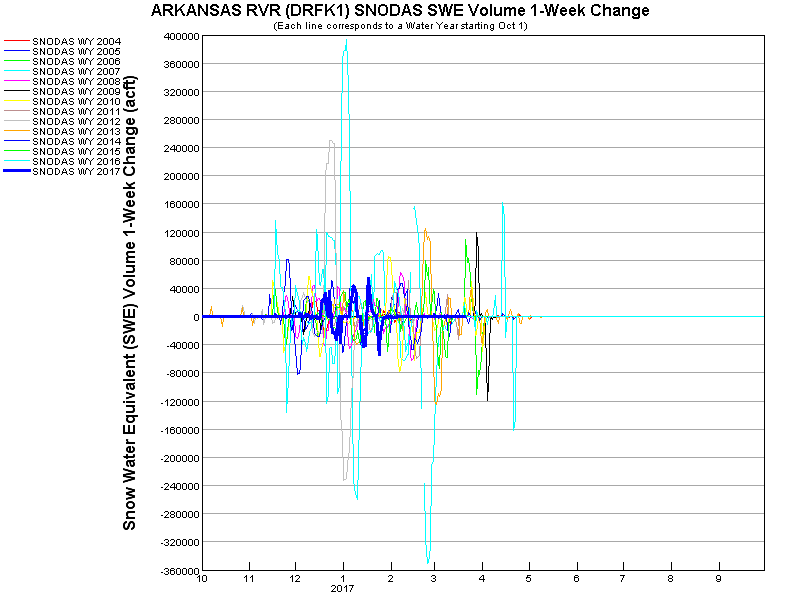 ARKANSAS RVR (DRFK1) SNODAS SWE Volume 1-Week Change
(Each line corresponds to a Water Year starting Oct 1)
SNODAS WY 2004
SNODAS WY 2005
SNODAS WY 2006
SNODAS WY 2007
SNODAS WY 2008
SNODAS WY 2009
SNODAS WY 2010
SNODAS WY 2011
SNODAS WY 2012
SNODAS WY 2013
SNODAS WY 2014
SNODAS WY 2015
SNODAS WY 2016
SNODAS WY 2017
Snow Water Equivalent (SWE) Volume 1-Week Change (acft)
400000
360000
320000
280000
240000
200000
160000
120000
80000
40000
0
-40000
-80000
-120000
-160000
-200000
-240000
-280000
-320000
-360000
10 11 12 1 2 3 4 5 6 7 8 9
2017